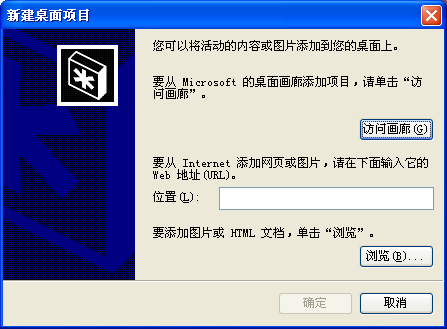 新建桌面项目
您可以将活动的内容或图片添加到您的桌面上。
要从 Microsoft 的桌面画廊添加项目，请单击“访
问画廊”。
访问画廊(G)
要从 Internet 添加网页或图片，请在下面输入它的
Web 地址(URL)。
位置(L):
要添加图片或 HTML 文档，单击“浏览”。
浏览(B)...
确定
取消